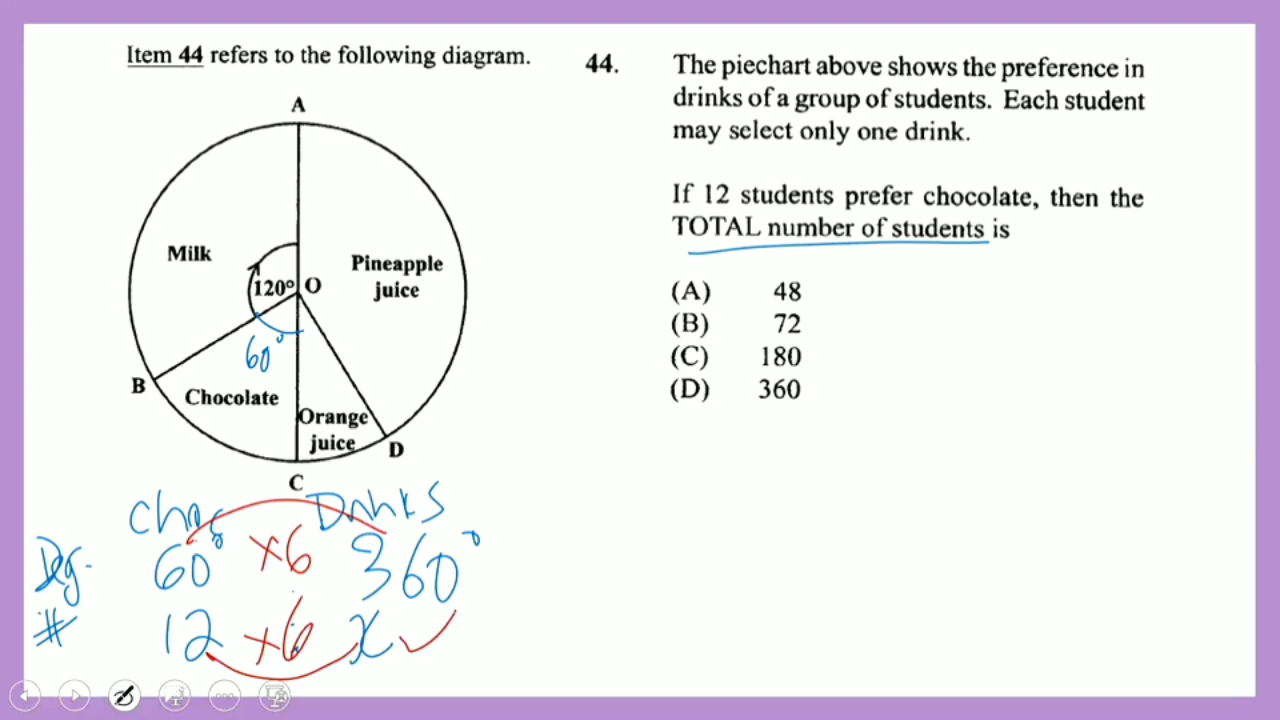 Item 44 refers to the following diagram.
A
Milk
120° O
Pineapple
juice
60°
B
Chocolate
Orange
juice
D
C
44.
The piechart above shows the preference in
drinks of a group of students. Each student
may select only one drink.
If 12 students prefer chocolate, then the
TOTAL number of students is
(A) 48
(B) 72
(C) 180
(D) 360
Drinks
Deg. 60° ×6 360°
# 12 ×6 x